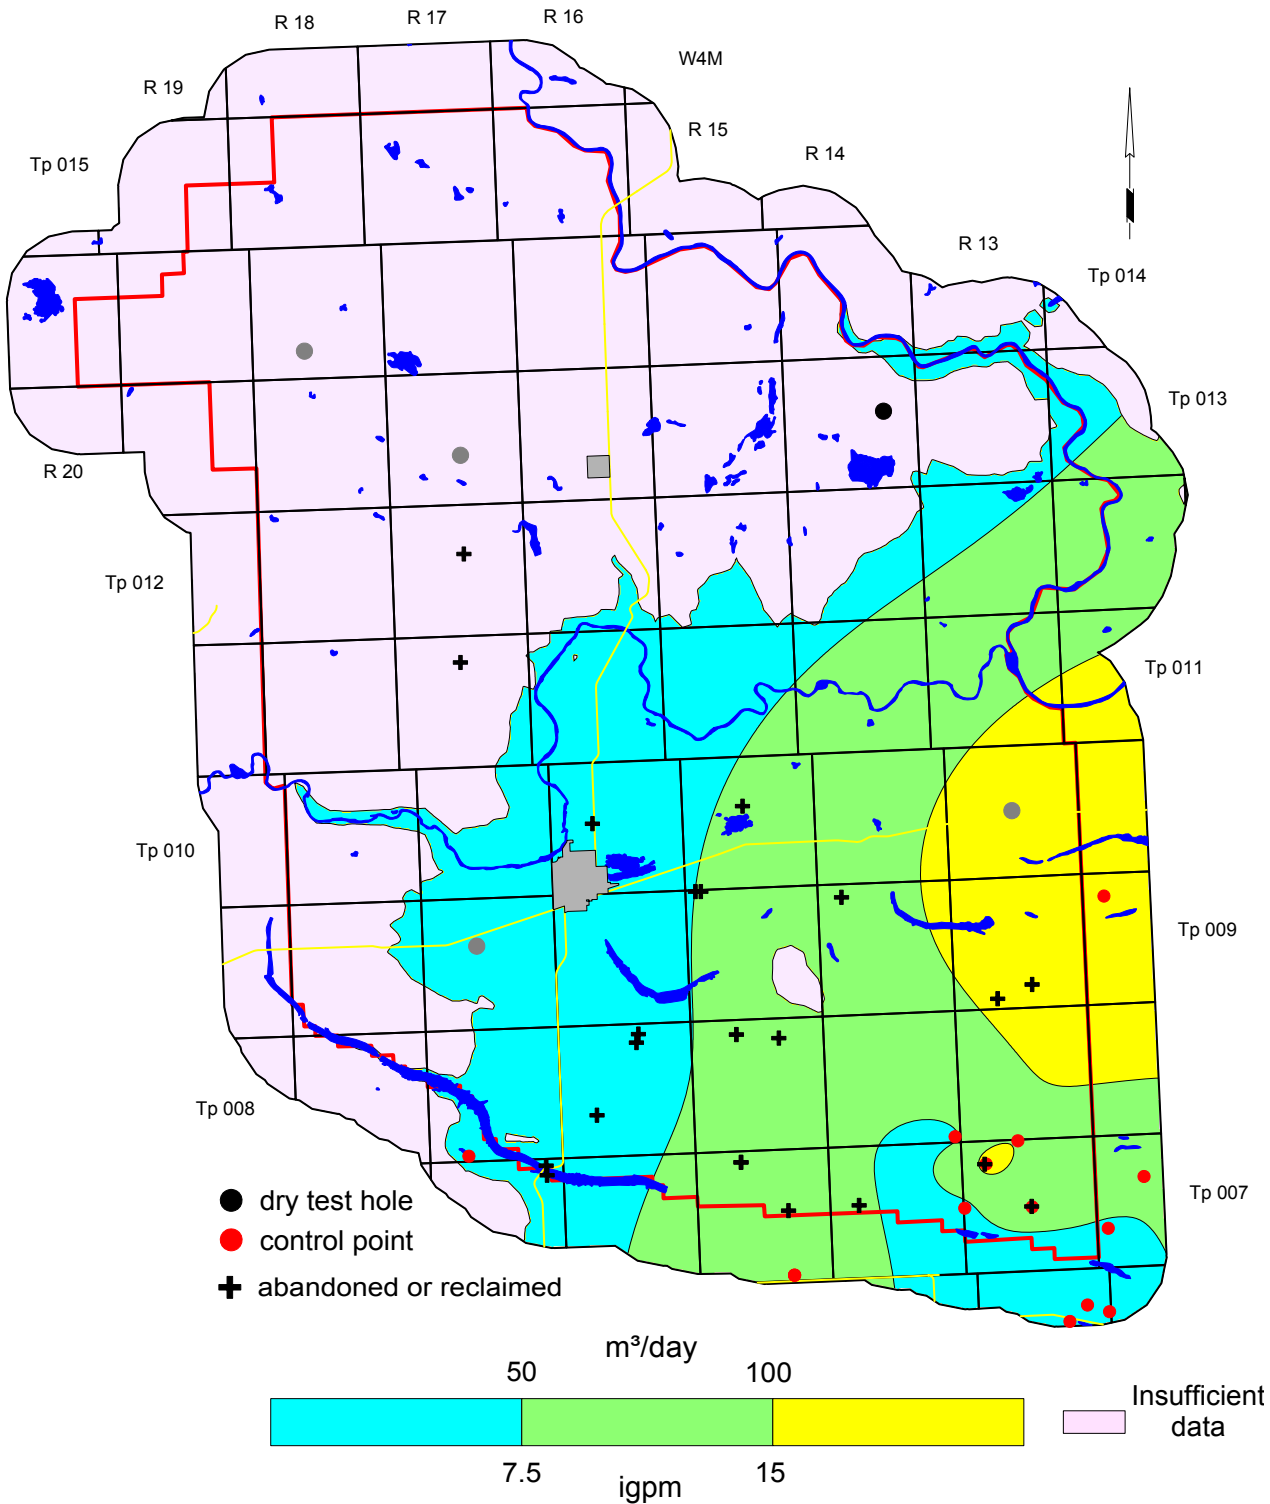 R 18
R 17
R 16
R 19
W4M
R 15
Tp 015
R 14
R 13
Tp 014
Tp 013
R 20
Tp 012
Tp 011
Tp 010
Tp 009
Tp 008
Tp 007
dry test hole
control point
abandoned or reclaimed
m³/day
50
100
7.5
15
igpm
Insufficient
data